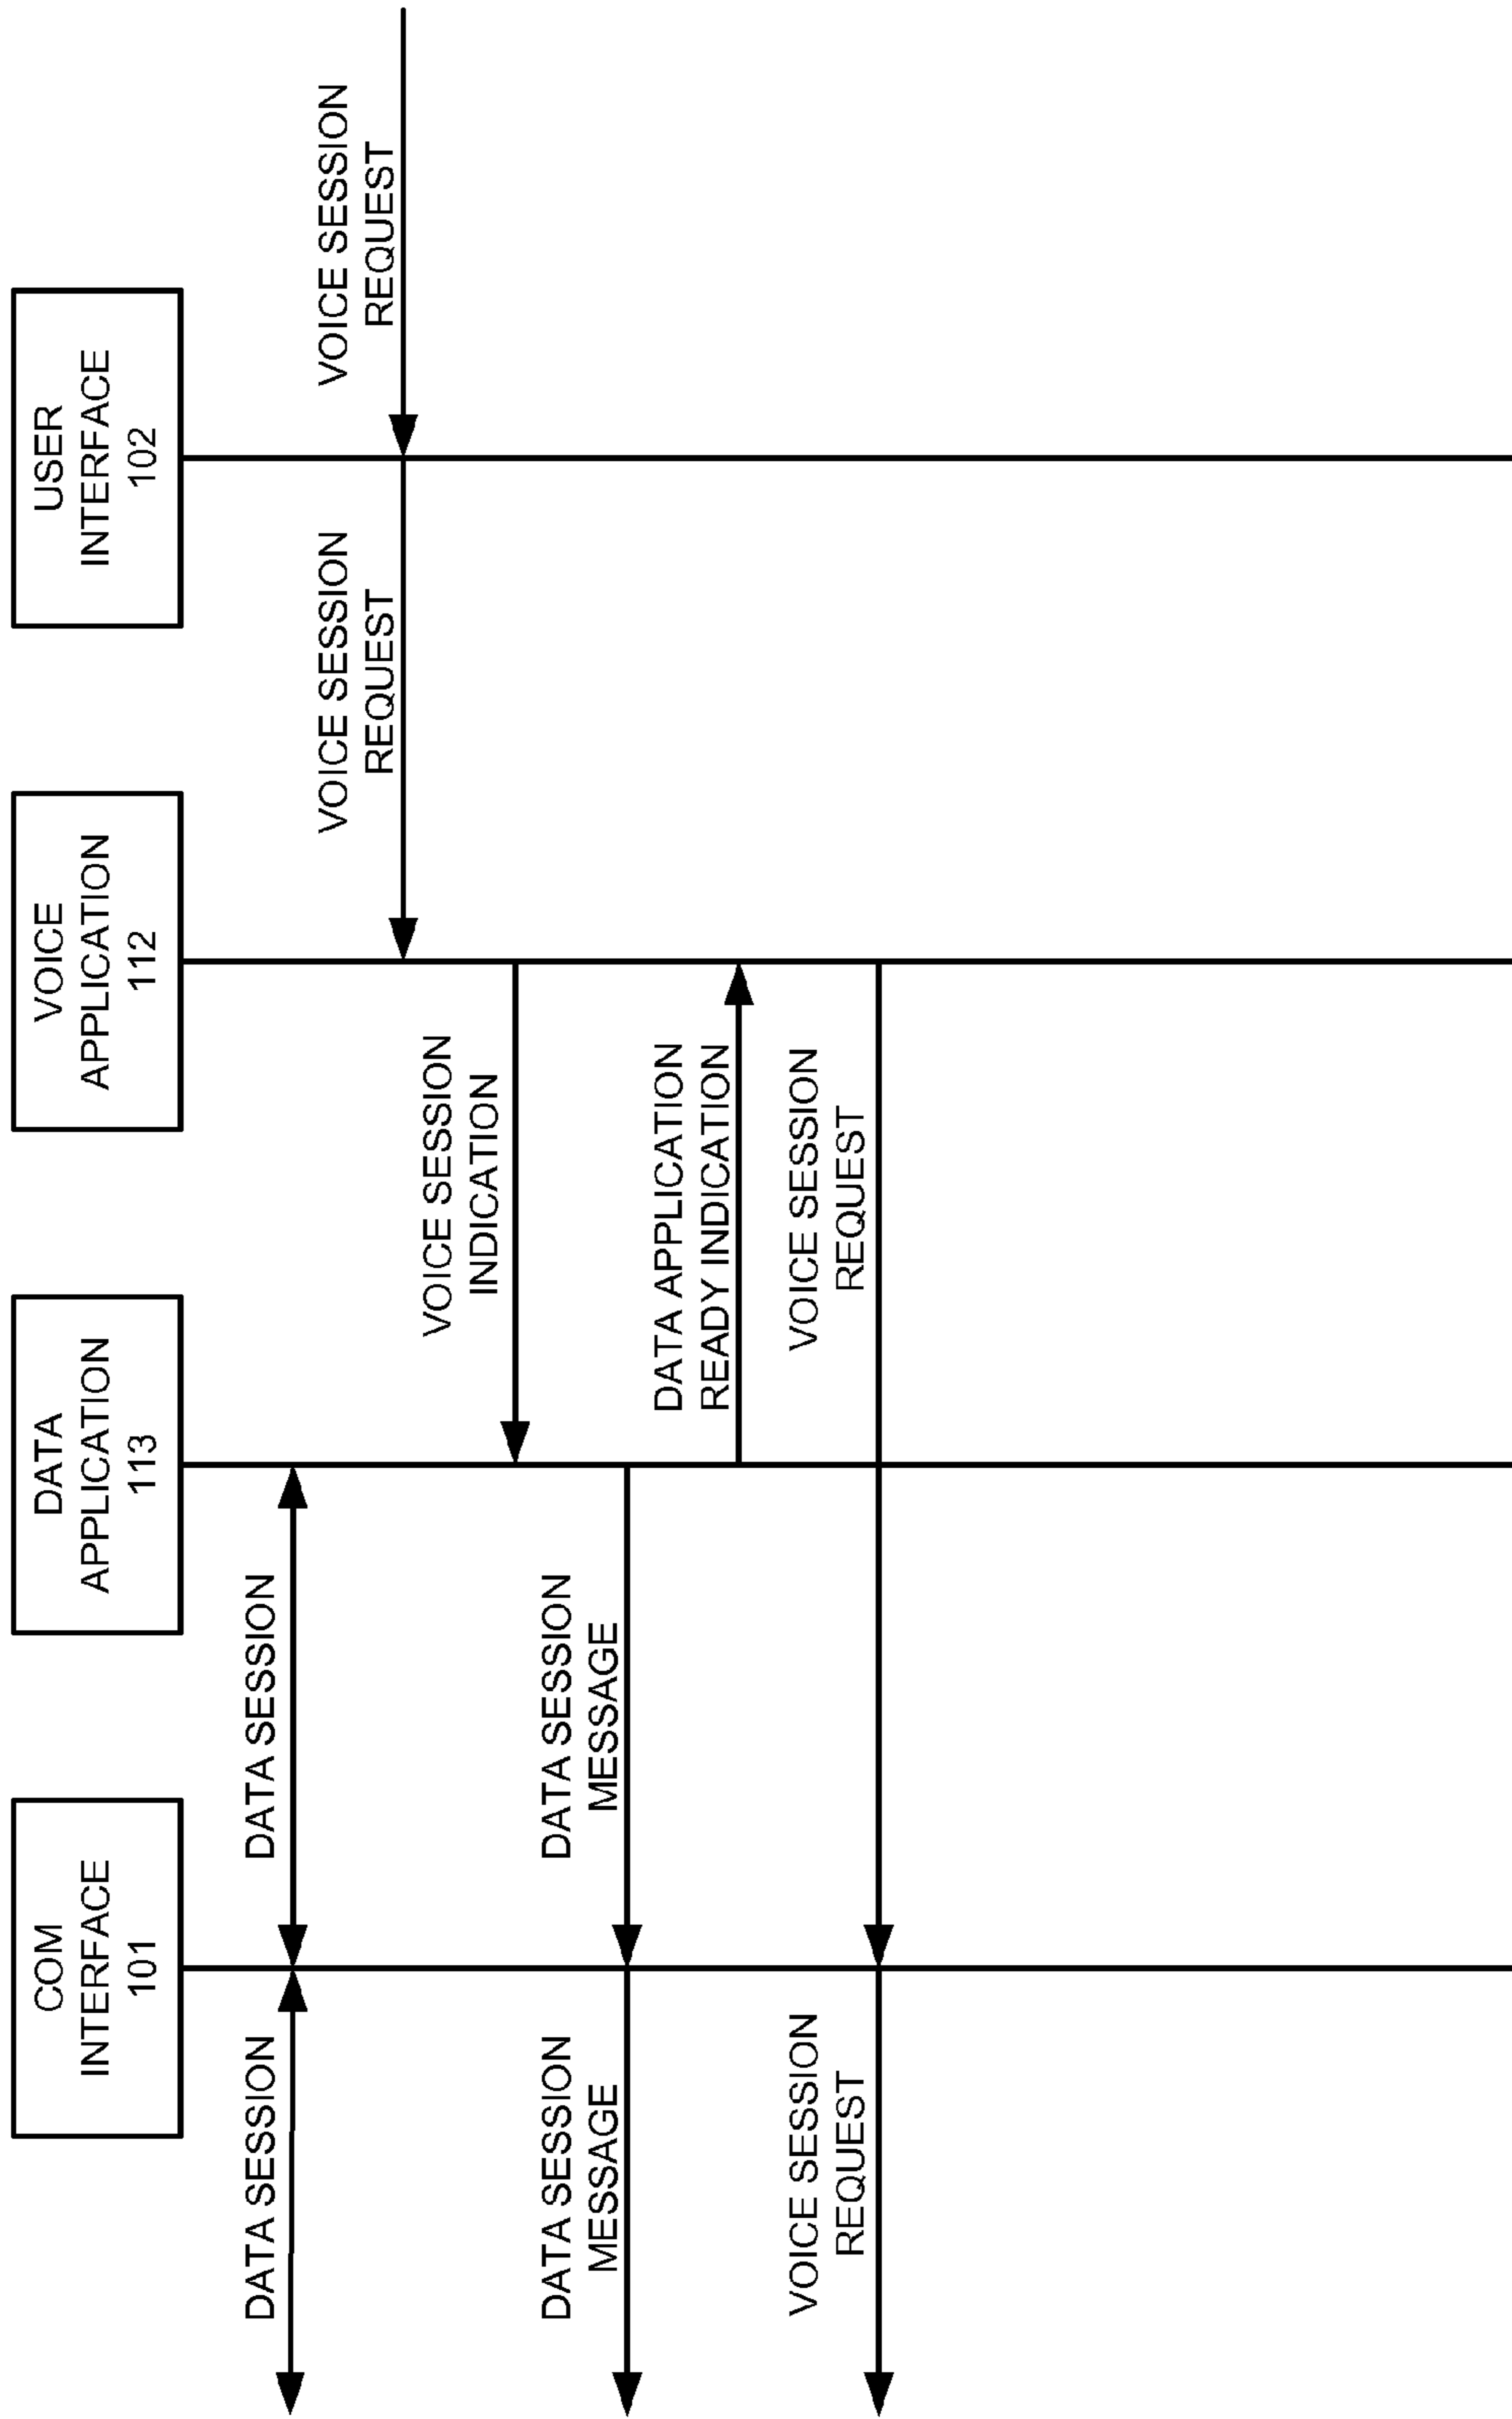 COM
INTERFACE
101
DATA
APPLICATION
113
VOICE
APPLICATION
112
USER
INTERFACE
102
DATA SESSION
DATA SESSION
VOICE SESSION
REQUEST
VOICE SESSION
REQUEST
VOICE SESSION
INDICATION
DATA SESSION
MESSAGE
DATA SESSION
MESSAGE
DATA APPLICATION
READY INDICATION
VOICE SESSION
REQUEST
VOICE SESSION
REQUEST